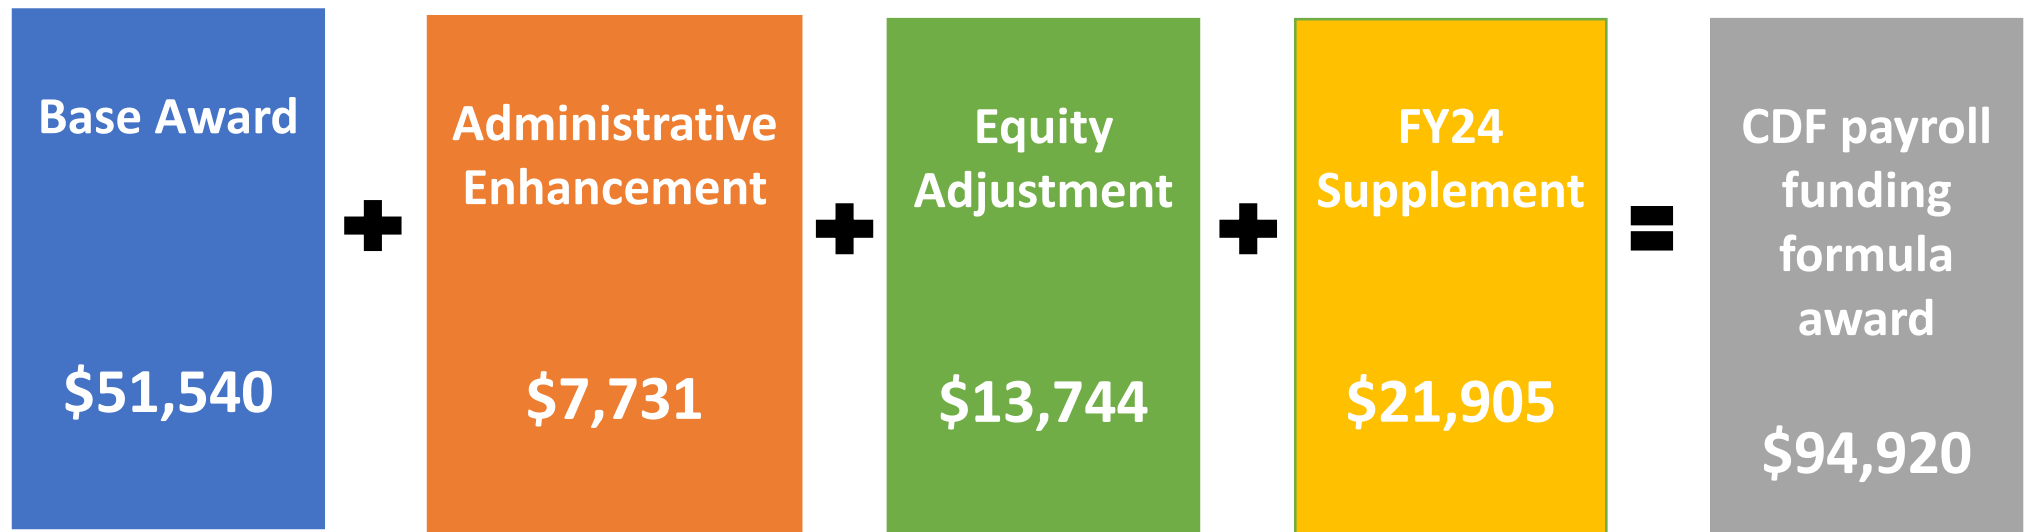 Base Award
$51,540
+
Administrative
Enhancement
$7,731
+
Equity
Adjustment
$13,744
+
FY24
Supplement
$21,905
=
CDF payroll
funding
formula
award
$94,920